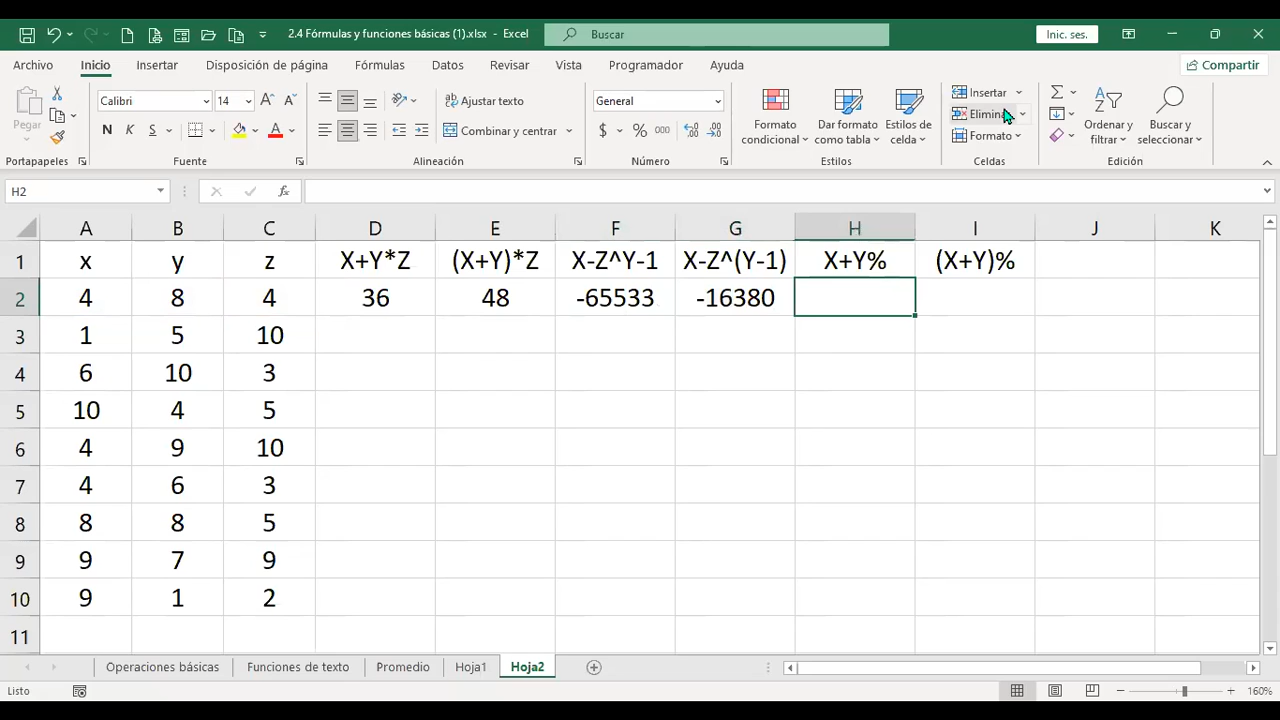 2.4 Fórmulas y funciones básicas (1).xlsx - Excel
Buscar
Inic. ses.
Archivo Inicio Insertar Disposición de página Fórmulas Datos Revisar Vista Programador Ayuda Compartir
Pegar
Portapapeles
Calibri 14
N K S
Fuente
Ajustar texto
Combinar y centrar
Alineación
General
$ % 000
Número
Formato condicional
Dar formato como tabla
Estilos de celda
Estilos
Insertar
Elimin
Formato
Celdas
Ordenar y filtrar
Buscar y seleccionar
Edición
H2
fx
A B C D E F G H I J K
1 x y z X+Y*Z (X+Y)*Z X-Z^Y-1 X-Z^(Y-1) X+Y% (X+Y)%
2 4 8 4 36 48 -65533 -16380
3 1 5 10
4 6 10 3
5 10 4 5
6 4 9 10
7 4 6 3
8 8 8 5
9 9 7 9
10 9 1 2
11
Operaciones básicas Funciones de texto Promedio Hoja1 Hoja2
Listo
160%